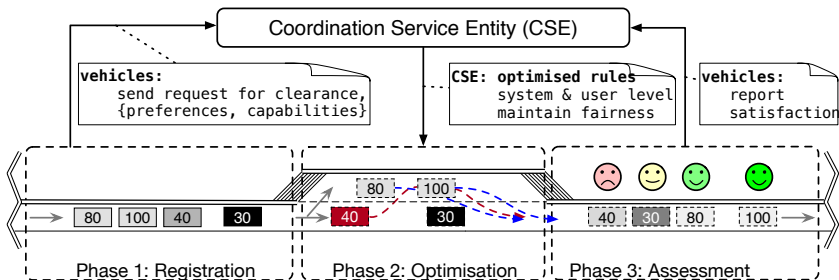 Coordination Service Entity (CSE)
vehicles:
send request for clearance,
{preferences, capabilities}
CSE: optimised rules
system & user level
maintain fairness
vehicles:
report
satisfaction
80 100 40 30
80 100
40 30
40 30 80 100
Phase 1: Registration
Phase 2: Optimisation
Phase 3: Assessment